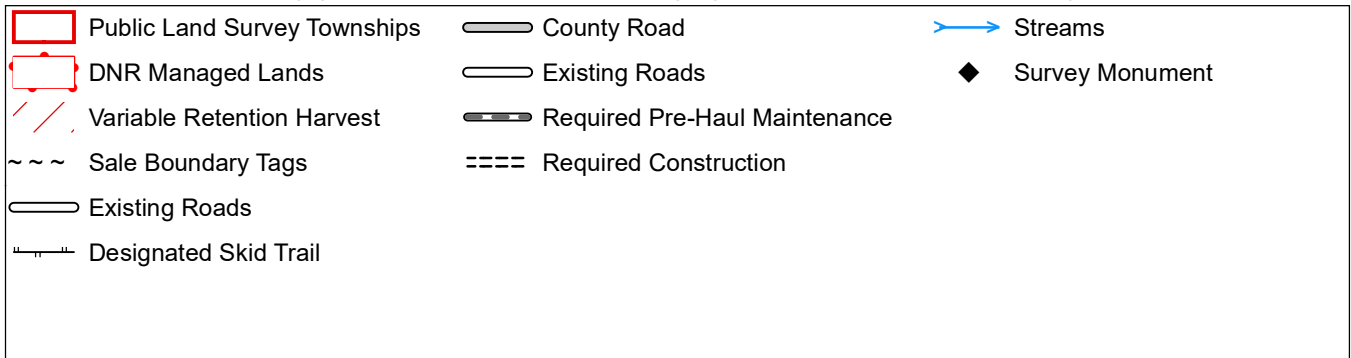 Public Land Survey Townships
DNR Managed Lands
Variable Retention Harvest
Sale Boundary Tags
Existing Roads
Designated Skid Trail
County Road
Existing Roads
Required Pre-Haul Maintenance
Required Construction
Streams
Survey Monument